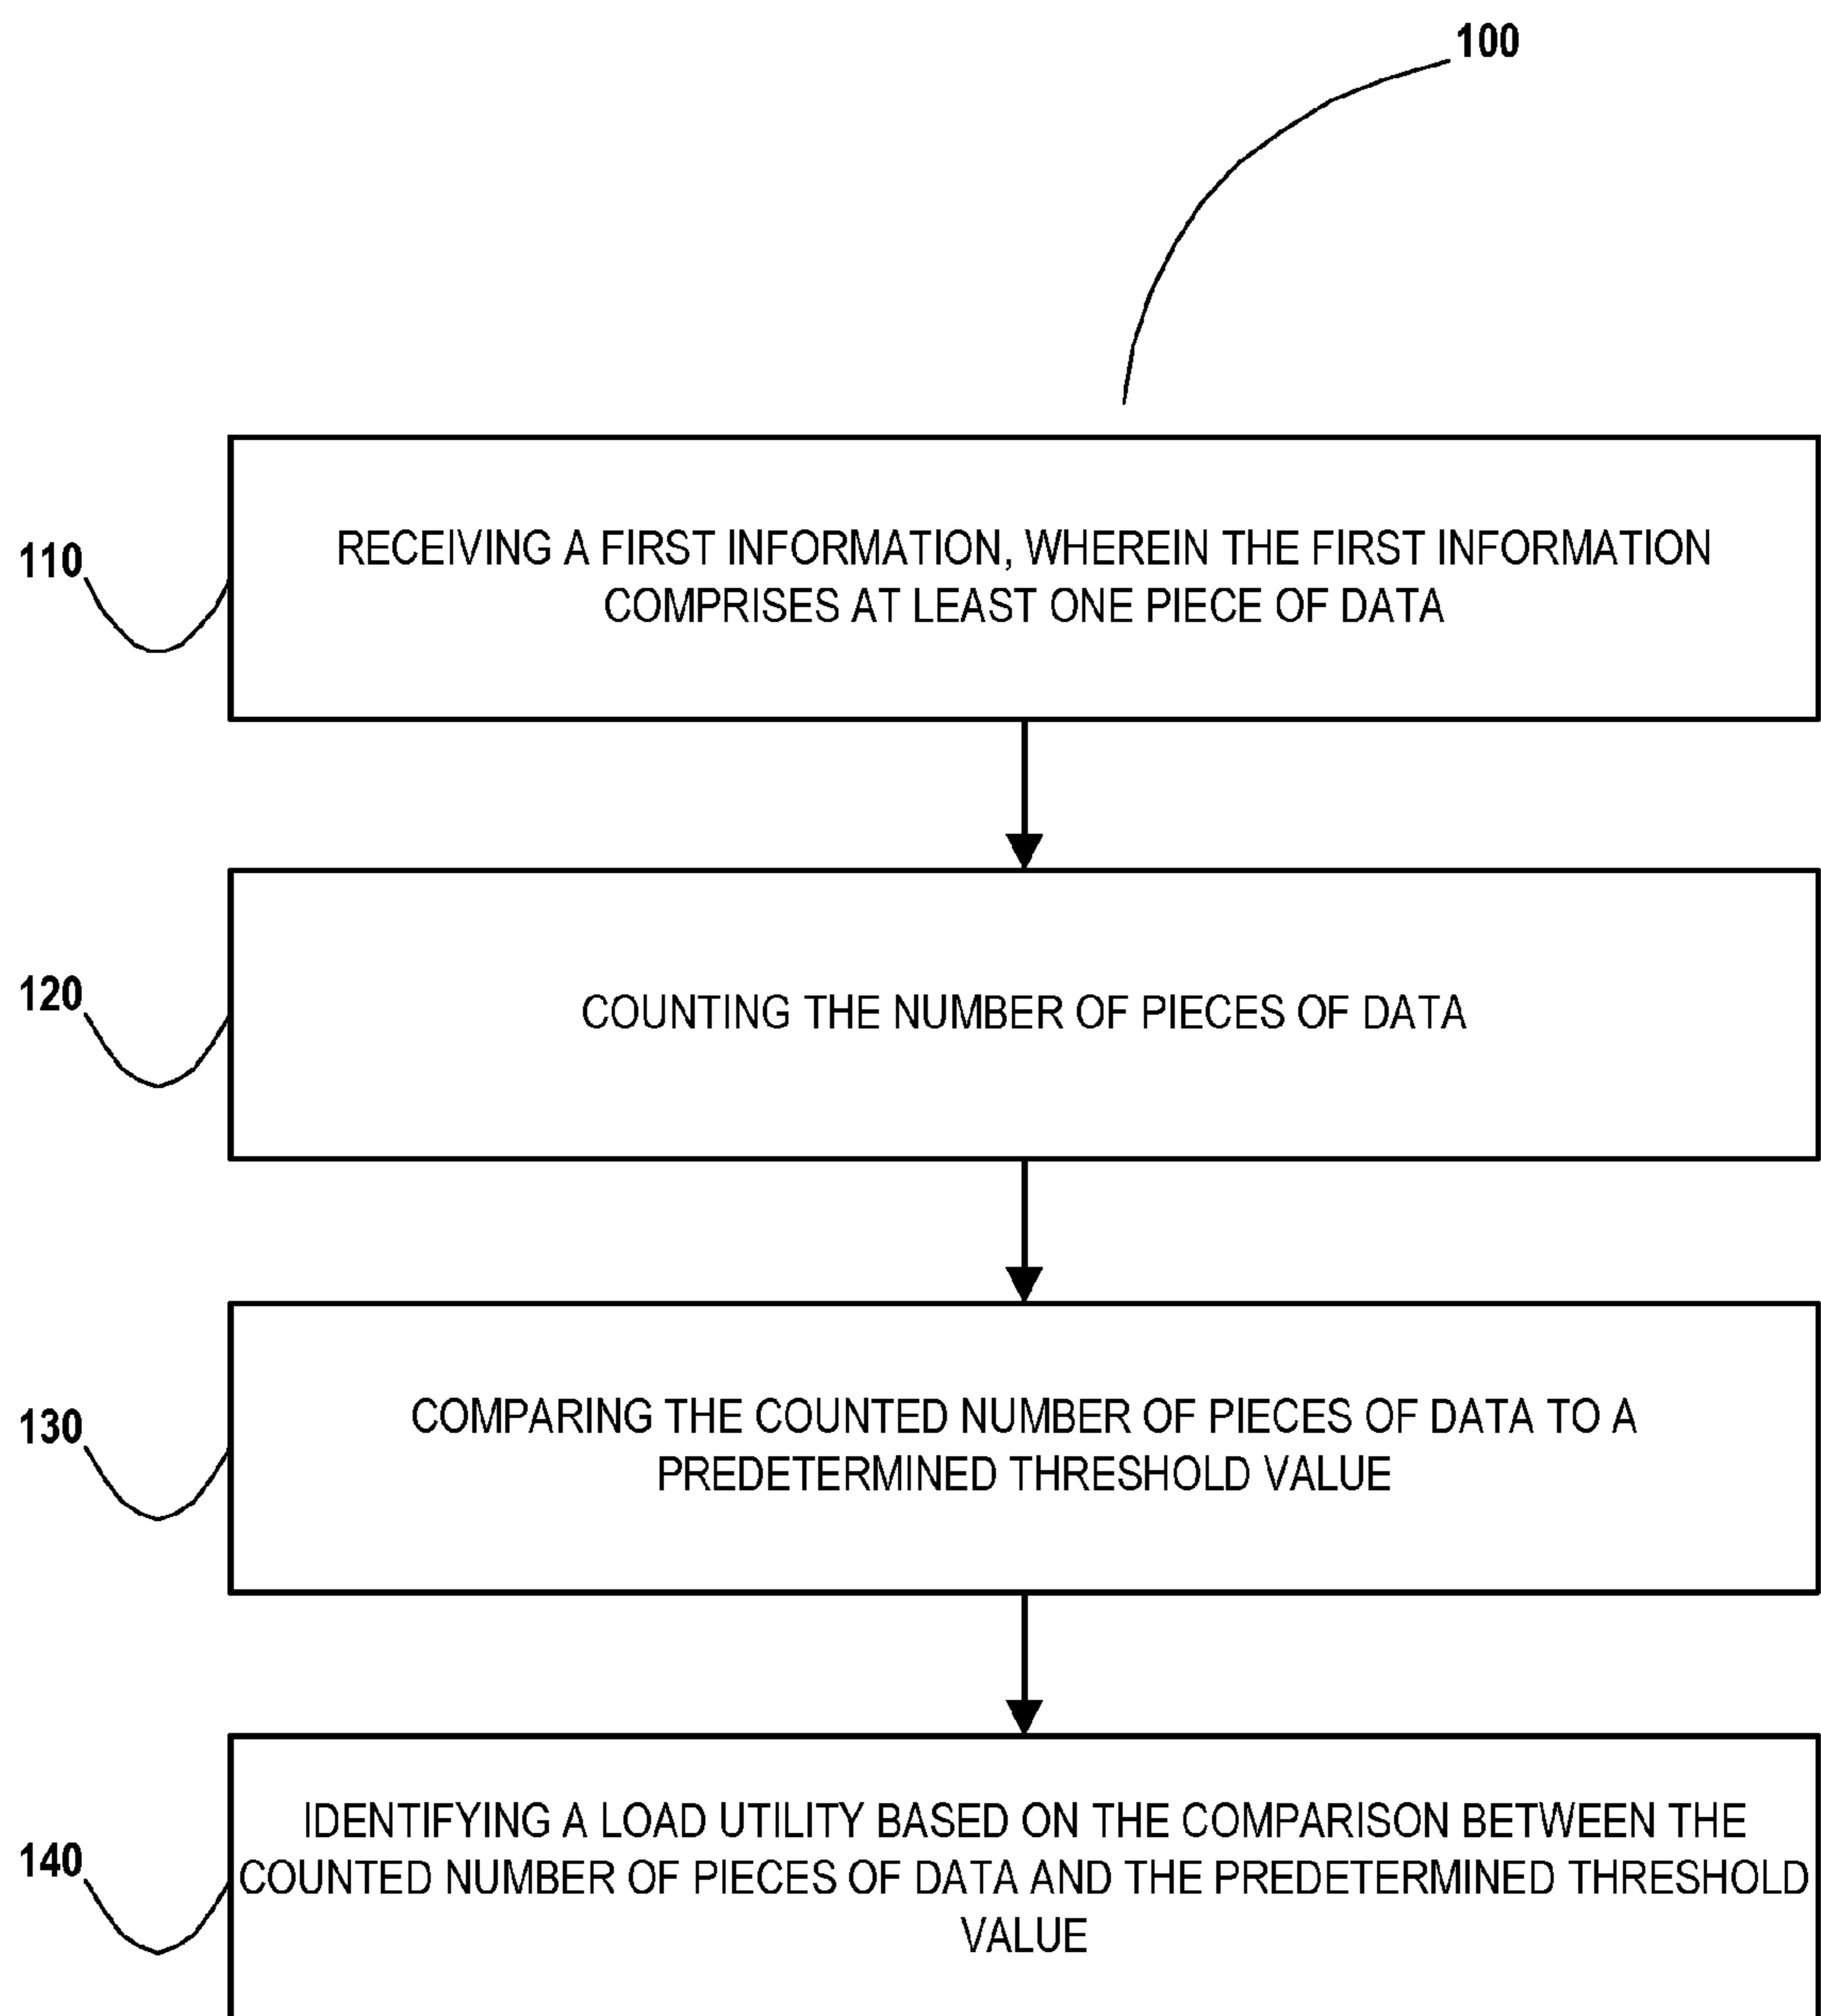 100
110
RECEIVING A FIRST INFORMATION, WHEREIN THE FIRST INFORMATION
COMPRISES AT LEAST ONE PIECE OF DATA
120
COUNTING THE NUMBER OF PIECES OF DATA
130
COMPARING THE COUNTED NUMBER OF PIECES OF DATA TO A
PREDETERMINED THRESHOLD VALUE
140
IDENTIFYING A LOAD UTILITY BASED ON THE COMPARISON BETWEEN THE
COUNTED NUMBER OF PIECES OF DATA AND THE PREDETERMINED THRESHOLD
VALUE